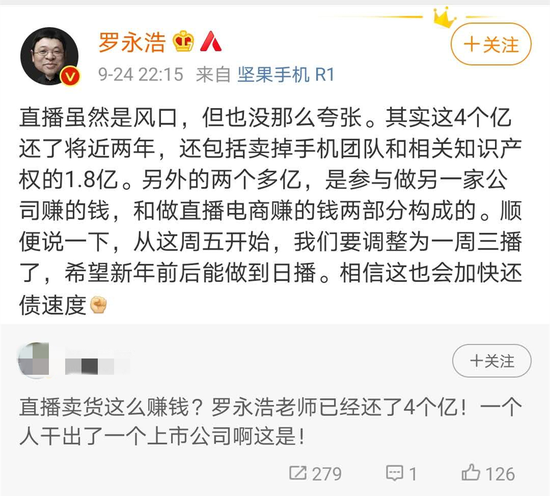 罗永浩
+关注
9-24 22:15 来自 坚果手机 R1
直播虽然是风口，但也没那么夸张。其实这4个亿
还了将近两年，还包括卖掉手机团队和相关知识产
权的1.8亿。另外的两个多亿，是参与做另一家公
司赚的钱，和做直播电商赚的钱两部分构成的。顺
便说一下，从这周五开始，我们要调整为一周三播
了，希望新年前后能做到日播。相信这也会加快还
债速度
+关注
直播卖货这么赚钱？罗永浩老师已经还了4个亿！一个
人干出了一个上市公司啊这是！
279 1 126